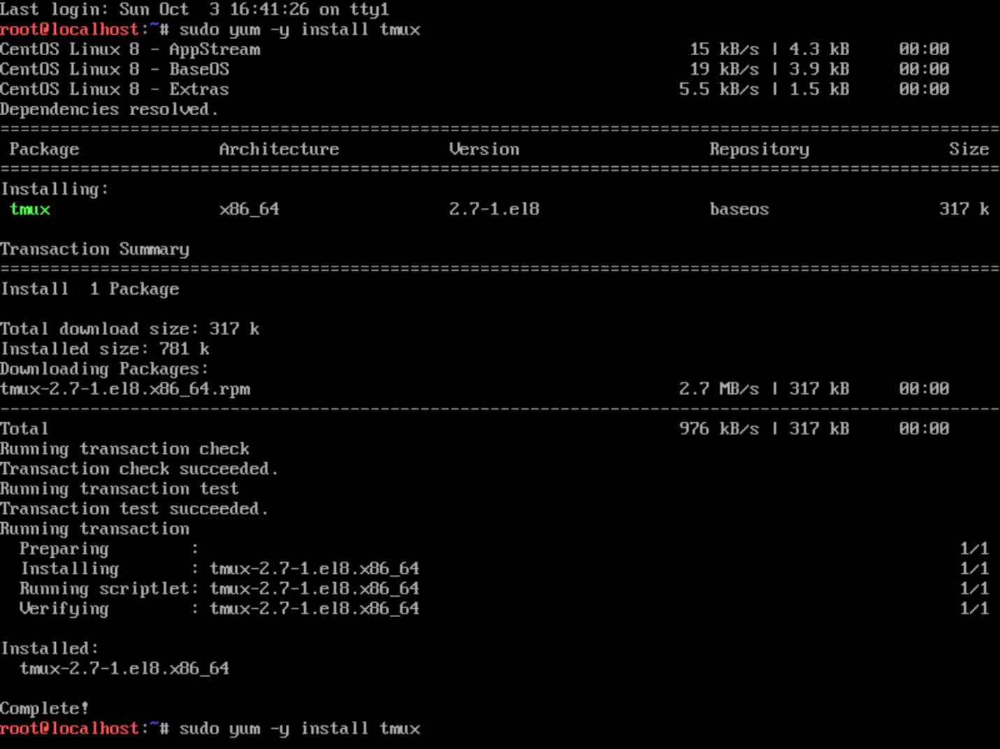 Last login: Sun Oct  3 16:41:26 on tty1
root@localhost:~# sudo yum -y install tmux
CentOS Linux 8 - AppStream                                          15 kB/s | 4.3 kB     00:00
CentOS Linux 8 - BaseOS                                             19 kB/s | 3.9 kB     00:00
CentOS Linux 8 - Extras                                            5.5 kB/s | 1.5 kB     00:00
Dependencies resolved.
====================================================================================================
 Package              Architecture           Version                   Repository              Size
====================================================================================================
Installing:
 tmux                 x86_64                 2.7-1.el8                 baseos                 317 k

Transaction Summary
====================================================================================================
Install  1 Package

Total download size: 317 k
Installed size: 781 k
Downloading Packages:
tmux-2.7-1.el8.x86_64.rpm                                           2.7 MB/s | 317 kB     00:00
----------------------------------------------------------------------------------------------------
Total                                                               976 kB/s | 317 kB     00:00
Running transaction check
Transaction check succeeded.
Running transaction test
Transaction test succeeded.
Running transaction
  Preparing        :                                                                             1/1
  Installing       : tmux-2.7-1.el8.x86_64                                                       1/1
  Running scriptlet: tmux-2.7-1.el8.x86_64                                                       1/1
  Verifying        : tmux-2.7-1.el8.x86_64                                                       1/1

Installed:
  tmux-2.7-1.el8.x86_64

Complete!
root@localhost:~# sudo yum -y install tmux